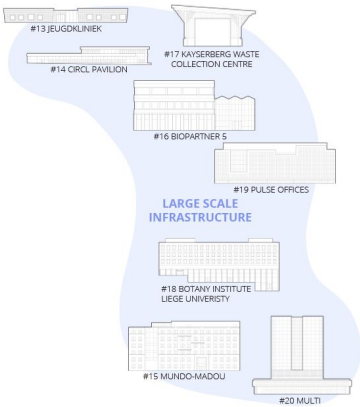 #13 JEUGDKLINIEK
#17 KAYSERBERG WASTE
COLLECTION CENTRE
#14 CIRCL PAVILION
#16 BIOPARTNER 5
#19 PULSE OFFICES
LARGE SCALE
INFRASTRUCTURE
#18 BOTANY INSTITUTE
LIEGE UNIVERISTY
#15 MUNDO-MADOU
#20 MULTI